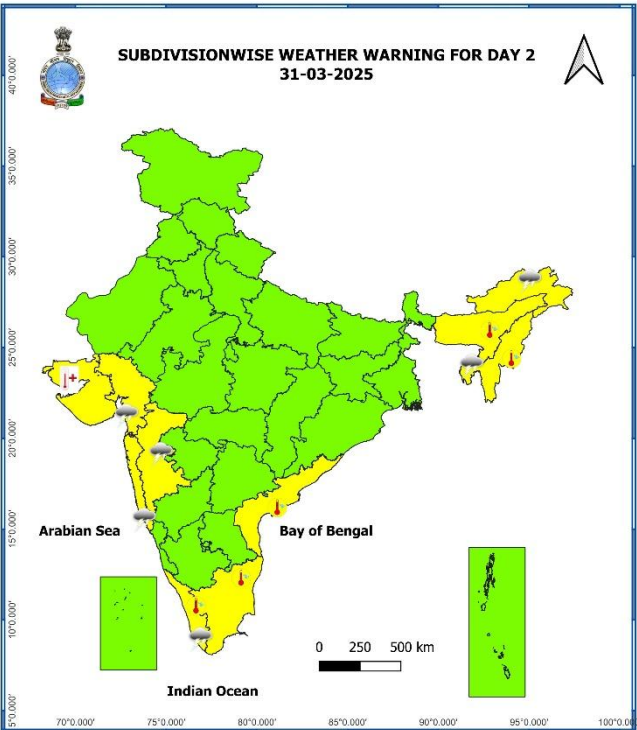 SUBDIVISIONWISE WEATHER WARNING FOR DAY 2
31-03-2025
40°0.000'
35°0.000'
30°0.000'
25°0.000'
20°0.000'
15°0.000'
10°0.000'
5°0.000'
Arabian Sea
Bay of Bengal
0 250 500 km
Indian Ocean
70°0.000' 75°0.000' 80°0.000' 85°0.000' 90°0.000' 95°0.000'